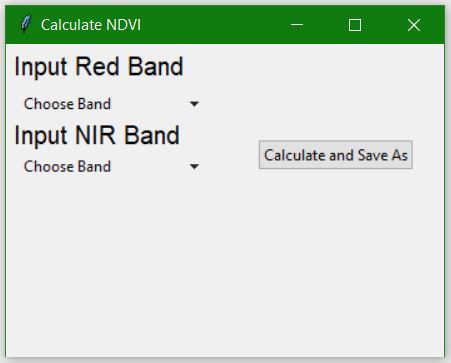 Calculate NDVI
Input Red Band
Choose Band
Input NIR Band
Choose Band
Calculate and Save As